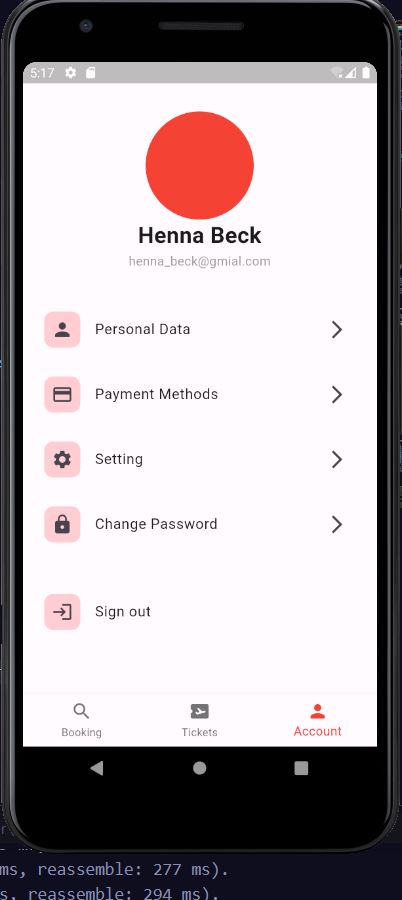 5:17
Henna Beck
henna_beck@gmial.com
Personal Data
Payment Methods
Setting
Change Password
Sign out
Booking
Tickets
Account
ms, reassemble: 277 ms).
s, reassemble: 294 ms).